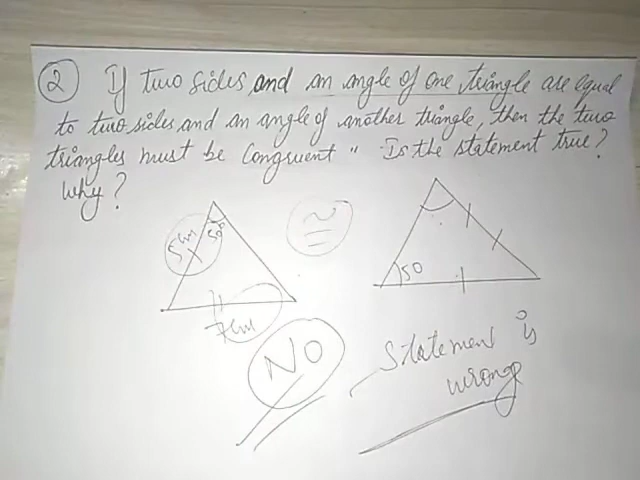 ② If two sides and an angle of one triangle are equal
to two sides and an angle of another triangle, then the two
triangles must be congruent " Is the statement true?
why?
5cm
50°
≅
50
7cm
NO
Statement is
wrong